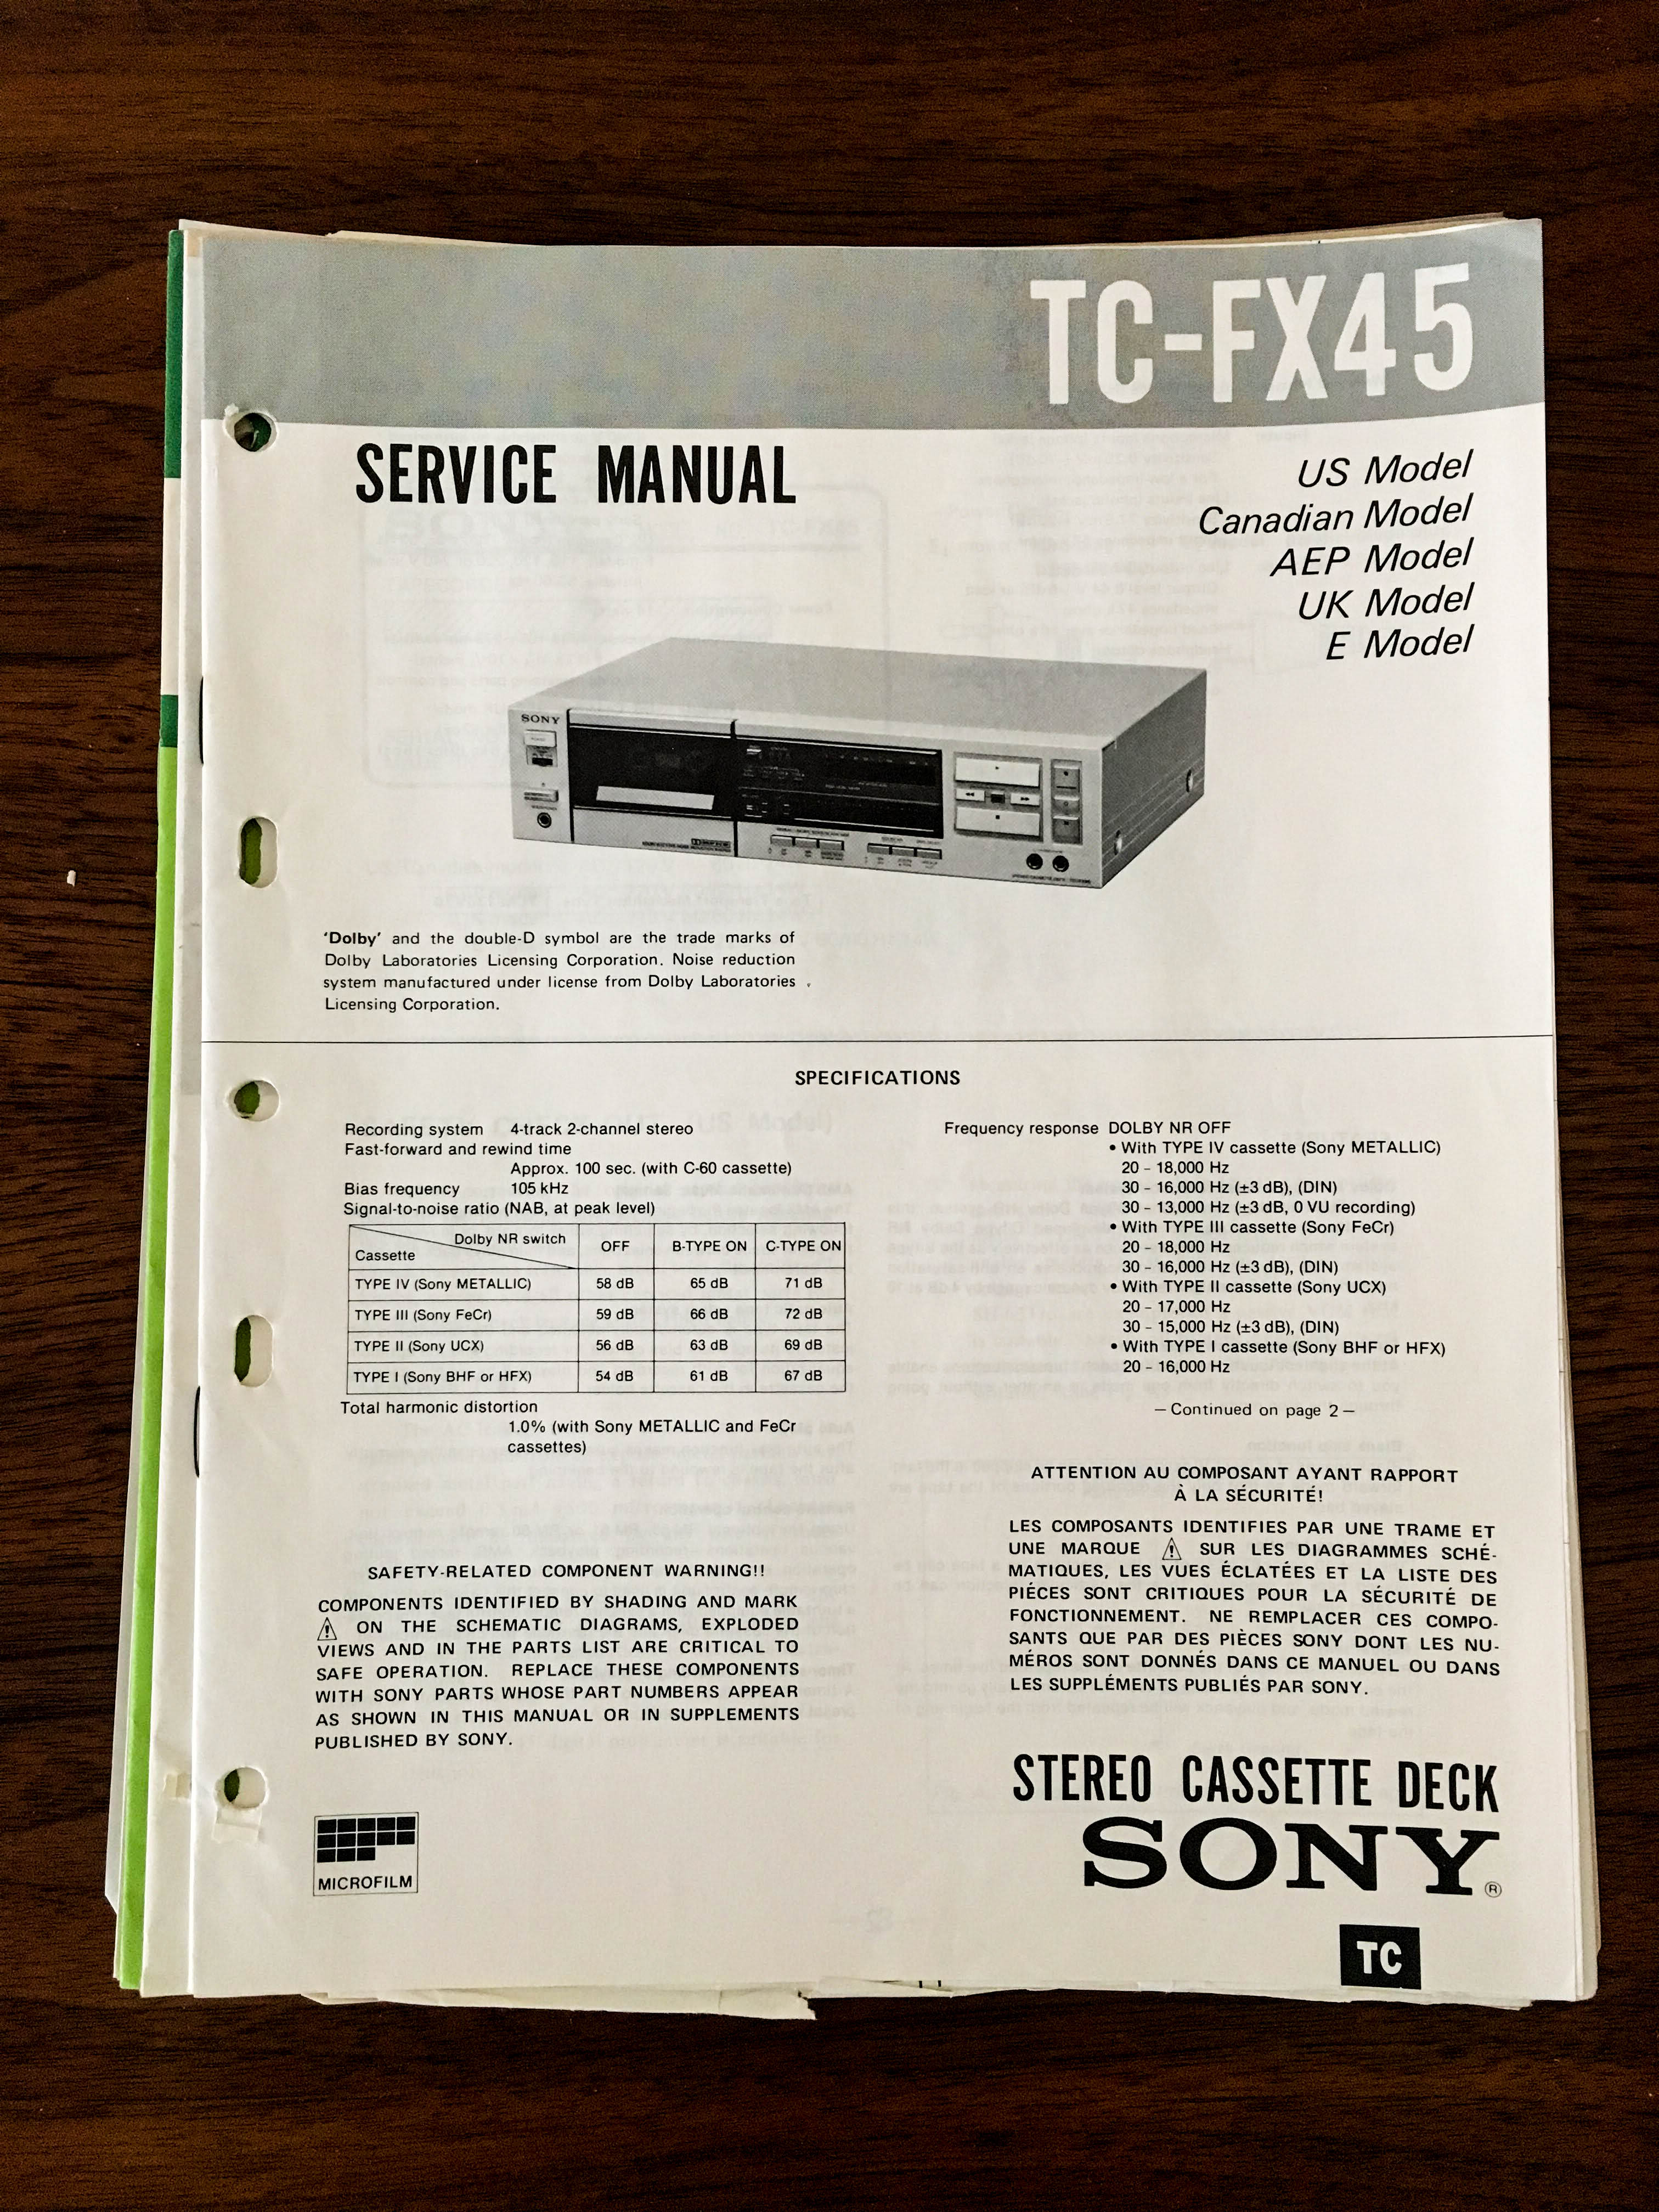 TC-FX45
SERVICE MANUAL
US Model
Canadian Model
AEP Model
UK Model
E Model
SONY
'Dolby' and the double-D symbol are the trade marks of
Dolby Laboratories Licensing Corporation. Noise reduction
system manufactured under license from Dolby Laboratories
Licensing Corporation.
SPECIFICATIONS
Recording system 4-track 2-channel stereo
Fast-forward and rewind time
Approx. 100 sec. (with C-60 cassette)
Bias frequency 105 kHz
Signal-to-noise ratio (NAB, at peak level)
Dolby NR switch
Cassette
OFF B-TYPE ON C-TYPE ON
TYPE IV (Sony METALLIC) 58 dB 65 dB 71 dB
TYPE III (Sony FeCr) 59 dB 66 dB 72 dB
TYPE II (Sony UCX) 56 dB 63 dB 69 dB
TYPE I (Sony BHF or HFX) 54 dB 61 dB 67 dB
Total harmonic distortion
1.0% (with Sony METALLIC and FeCr
cassettes)
Frequency response DOLBY NR OFF
• With TYPE IV cassette (Sony METALLIC)
20 – 18,000 Hz
30 – 16,000 Hz (±3 dB), (DIN)
30 – 13,000 Hz (±3 dB, 0 VU recording)
• With TYPE III cassette (Sony FeCr)
20 – 18,000 Hz
30 – 16,000 Hz (±3 dB), (DIN)
• With TYPE II cassette (Sony UCX)
20 – 17,000 Hz
30 – 15,000 Hz (±3 dB), (DIN)
• With TYPE I cassette (Sony BHF or HFX)
20 – 16,000 Hz
— Continued on page 2 —
SAFETY-RELATED COMPONENT WARNING!!
COMPONENTS IDENTIFIED BY SHADING AND MARK
⚠ ON THE SCHEMATIC DIAGRAMS, EXPLODED
VIEWS AND IN THE PARTS LIST ARE CRITICAL TO
SAFE OPERATION. REPLACE THESE COMPONENTS
WITH SONY PARTS WHOSE PART NUMBERS APPEAR
AS SHOWN IN THIS MANUAL OR IN SUPPLEMENTS
PUBLISHED BY SONY.
ATTENTION AU COMPOSANT AYANT RAPPORT
À LA SÉCURITÉ!
LES COMPOSANTS IDENTIFIES PAR UNE TRAME ET
UNE MARQUE ⚠ SUR LES DIAGRAMMES SCHÉ-
MATIQUES, LES VUES ÉCLATÉES ET LA LISTE DES
PIÉCES SONT CRITIQUES POUR LA SÉCURITÉ DE
FONCTIONNEMENT. NE REMPLACER CES COMPO-
SANTS QUE PAR DES PIÈCES SONY DONT LES NU-
MÉROS SONT DONNÉS DANS CE MANUEL OU DANS
LES SUPPLÉMENTS PUBLIÉS PAR SONY.
MICROFILM
STEREO CASSETTE DECK
SONY®
TC